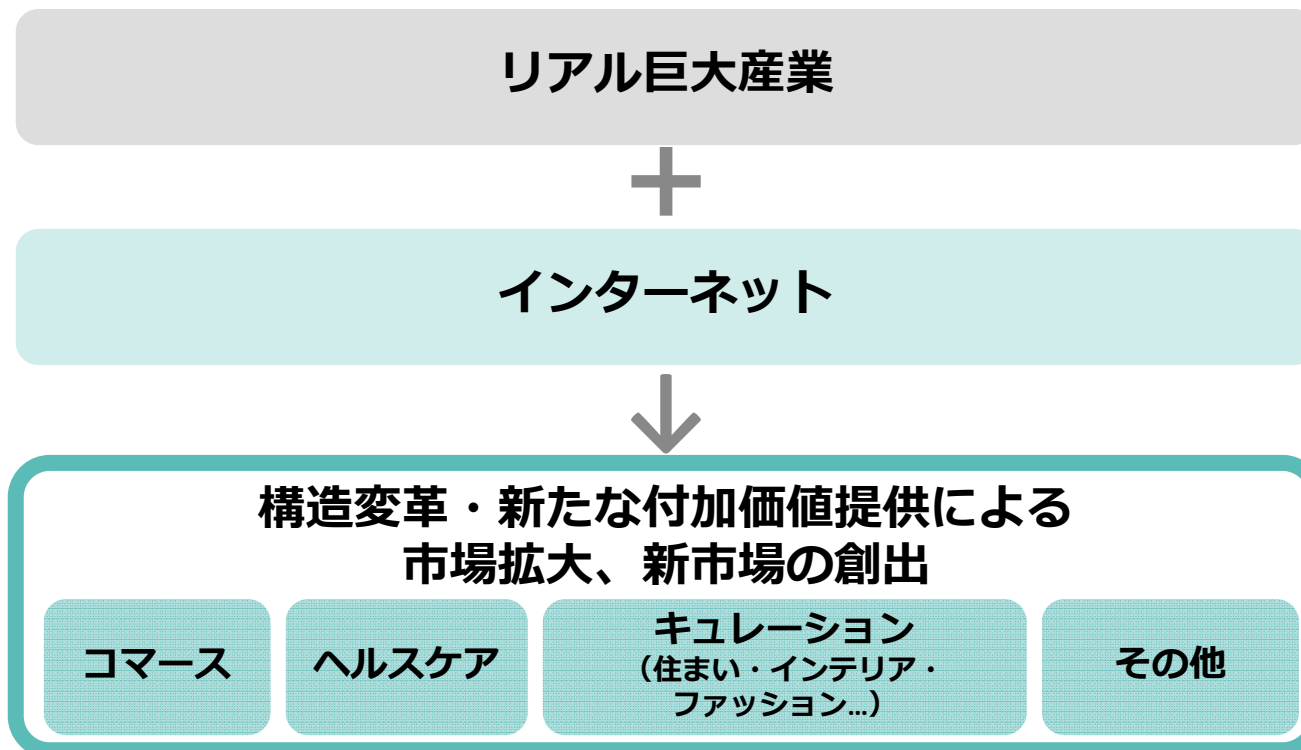 リアル巨大産業
＋
インターネット
↓
構造変革・新たな付加価値提供による
市場拡大、新市場の創出
コマース
ヘルスケア
キュレーション
（住まい・インテリア・
ファッション…）
その他